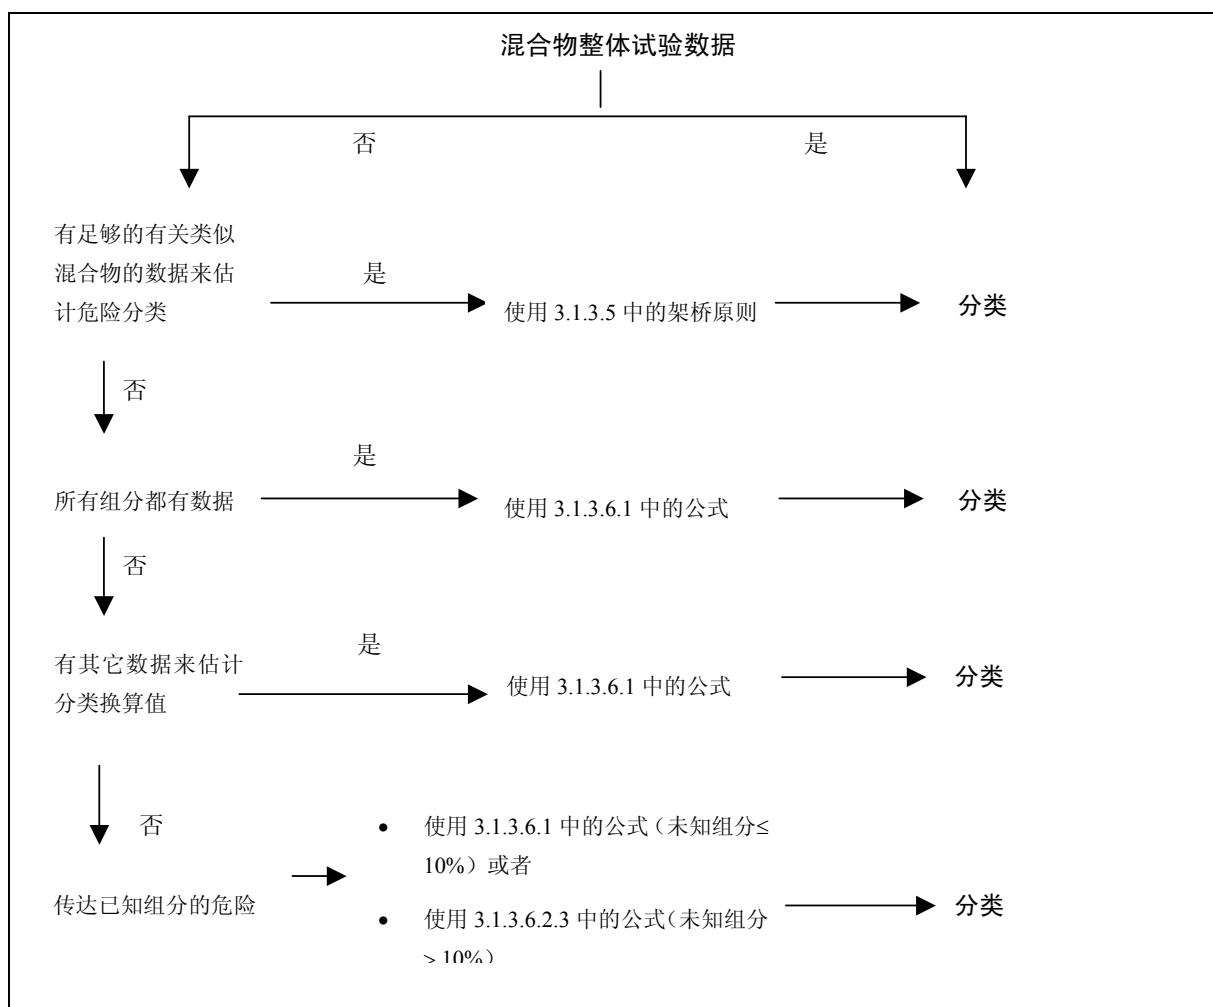 混合物整体试验数据
否
是
有足够的有关类似
混合物的数据来估
计危险分类
是
使用 3.1.3.5 中的架桥原则
分类
否
所有组分都有数据
是
使用 3.1.3.6.1 中的公式
分类
否
有其它数据来估计
分类换算值
是
使用 3.1.3.6.1 中的公式
分类
否
传达已知组分的危险
• 使用 3.1.3.6.1 中的公式（未知组分≤
10%）或者
• 使用 3.1.3.6.2.3 中的公式（未知组分
> 10%）
分类